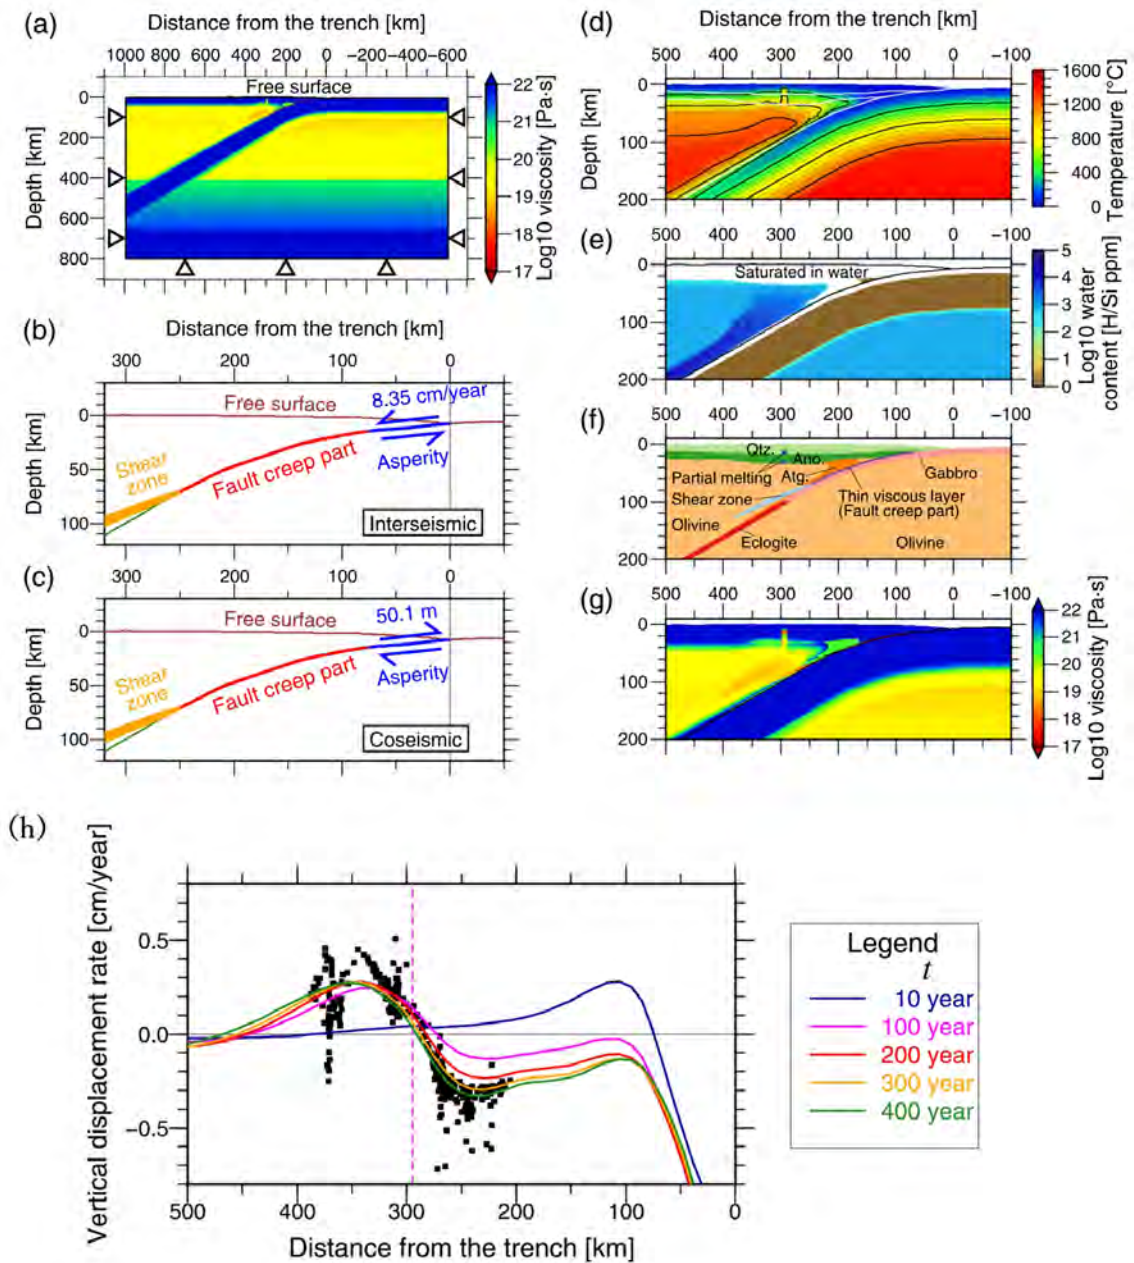 (a)
Distance from the trench [km]
1000 800 600 400 200 0 −200 −400 −600
Free surface
0
200
400
600
800
Depth [km]
22
21
20
19
18
17
Log10 viscosity [Pa·s]
(b)
Distance from the trench [km]
300 200 100 0
0
50
100
Depth [km]
Free surface
8.35 cm/year
Asperity
Fault creep part
Shear
zone
Interseismic
(c)
300 200 100 0
0
50
100
Depth [km]
Free surface
50.1 m
Asperity
Fault creep part
Shear
zone
Coseismic
(d)
Distance from the trench [km]
500 400 300 200 100 0 −100
0
100
200
Depth [km]
1600
1200
800
400
0
Temperature [°C]
(e)
500 400 300 200 100 0 −100
Saturated in water
0
100
200
5
4
3
2
1
0
Log10 water
content [H/Si ppm]
(f)
500 400 300 200 100 0 −100
0
100
200
Qtz.
Ano.
Partial melting
Atg.
Gabbro
Shear zone
Thin viscous layer
(Fault creep part)
Olivine
Eclogite
Olivine
(g)
500 400 300 200 100 0 −100
0
100
200
22
21
20
19
18
17
Log10 viscosity [Pa·s]
(h)
Vertical displacement rate [cm/year]
0.5
0.0
−0.5
500 400 300 200 100 0
Distance from the trench [km]
Legend
t
10 year
100 year
200 year
300 year
400 year